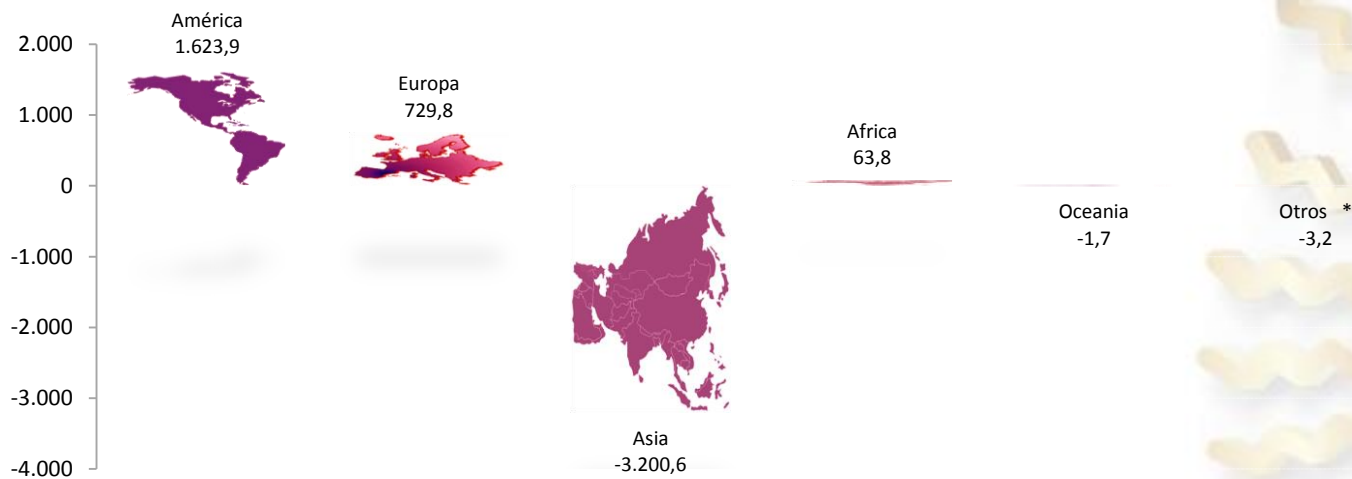 América
1.623,9
Europa
729,8
Africa
63,8
Oceania
-1,7
Otros *
-3,2
Asia
-3.200,6
2.000
1.000
0
-1.000
-2.000
-3.000
-4.000